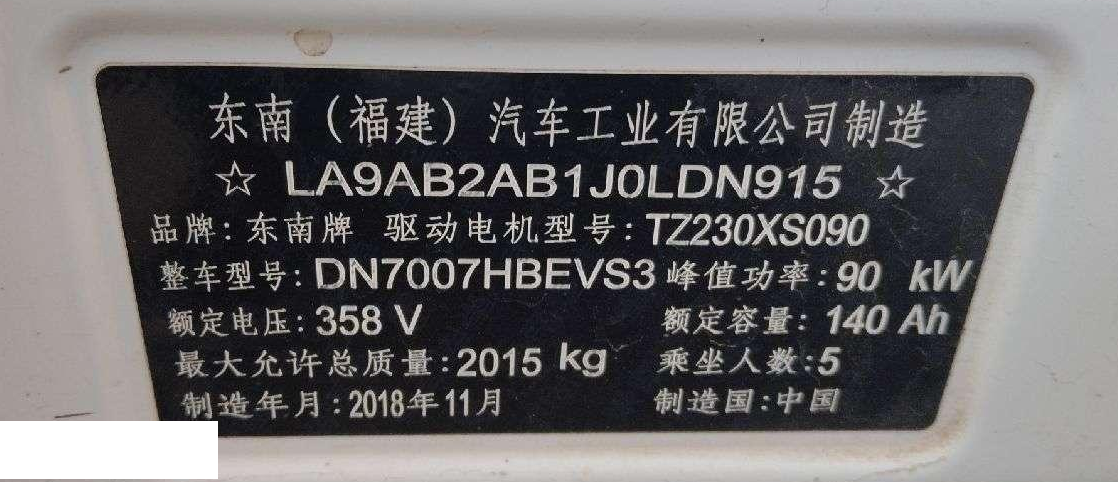 东南（福建）汽车工业有限公司制造
☆ LA9AB2AB1J0LDN915 ☆
品牌：东南牌 驱动电机型号：TZ230XS090
整车型号：DN7007HBEVS3 峰值功率：90 kW
额定电压：358 V 额定容量：140 Ah
最大允许总质量：2015 kg 乘坐人数：5
制造年月：2018年11月 制造国：中国